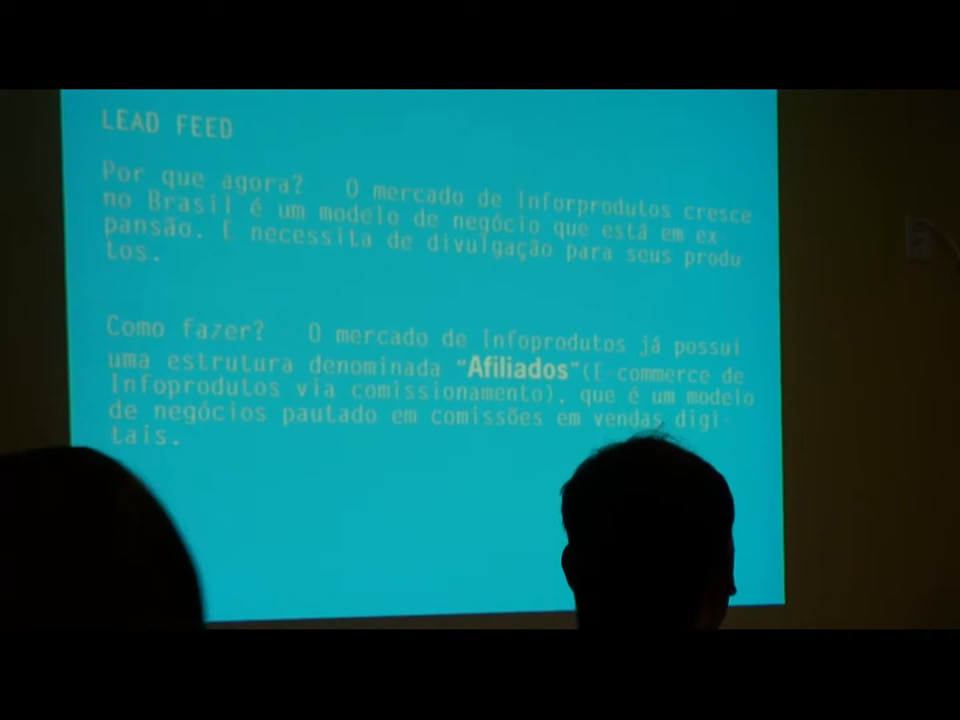 LEAD FEED
Por que agora? O mercado de Inforprodutos cresce
no Brasil é um modelo de negócio que está em ex-
pansão. E necessita de divulgação para seus produ
tos.
Como fazer? O mercado de Infoprodutos já possui
uma estrutura denominada “Afiliados”(E-commerce de
Infoprodutos via comissionamento), que é um modelo
de negócios pautado em comissões em vendas digi-
tais.